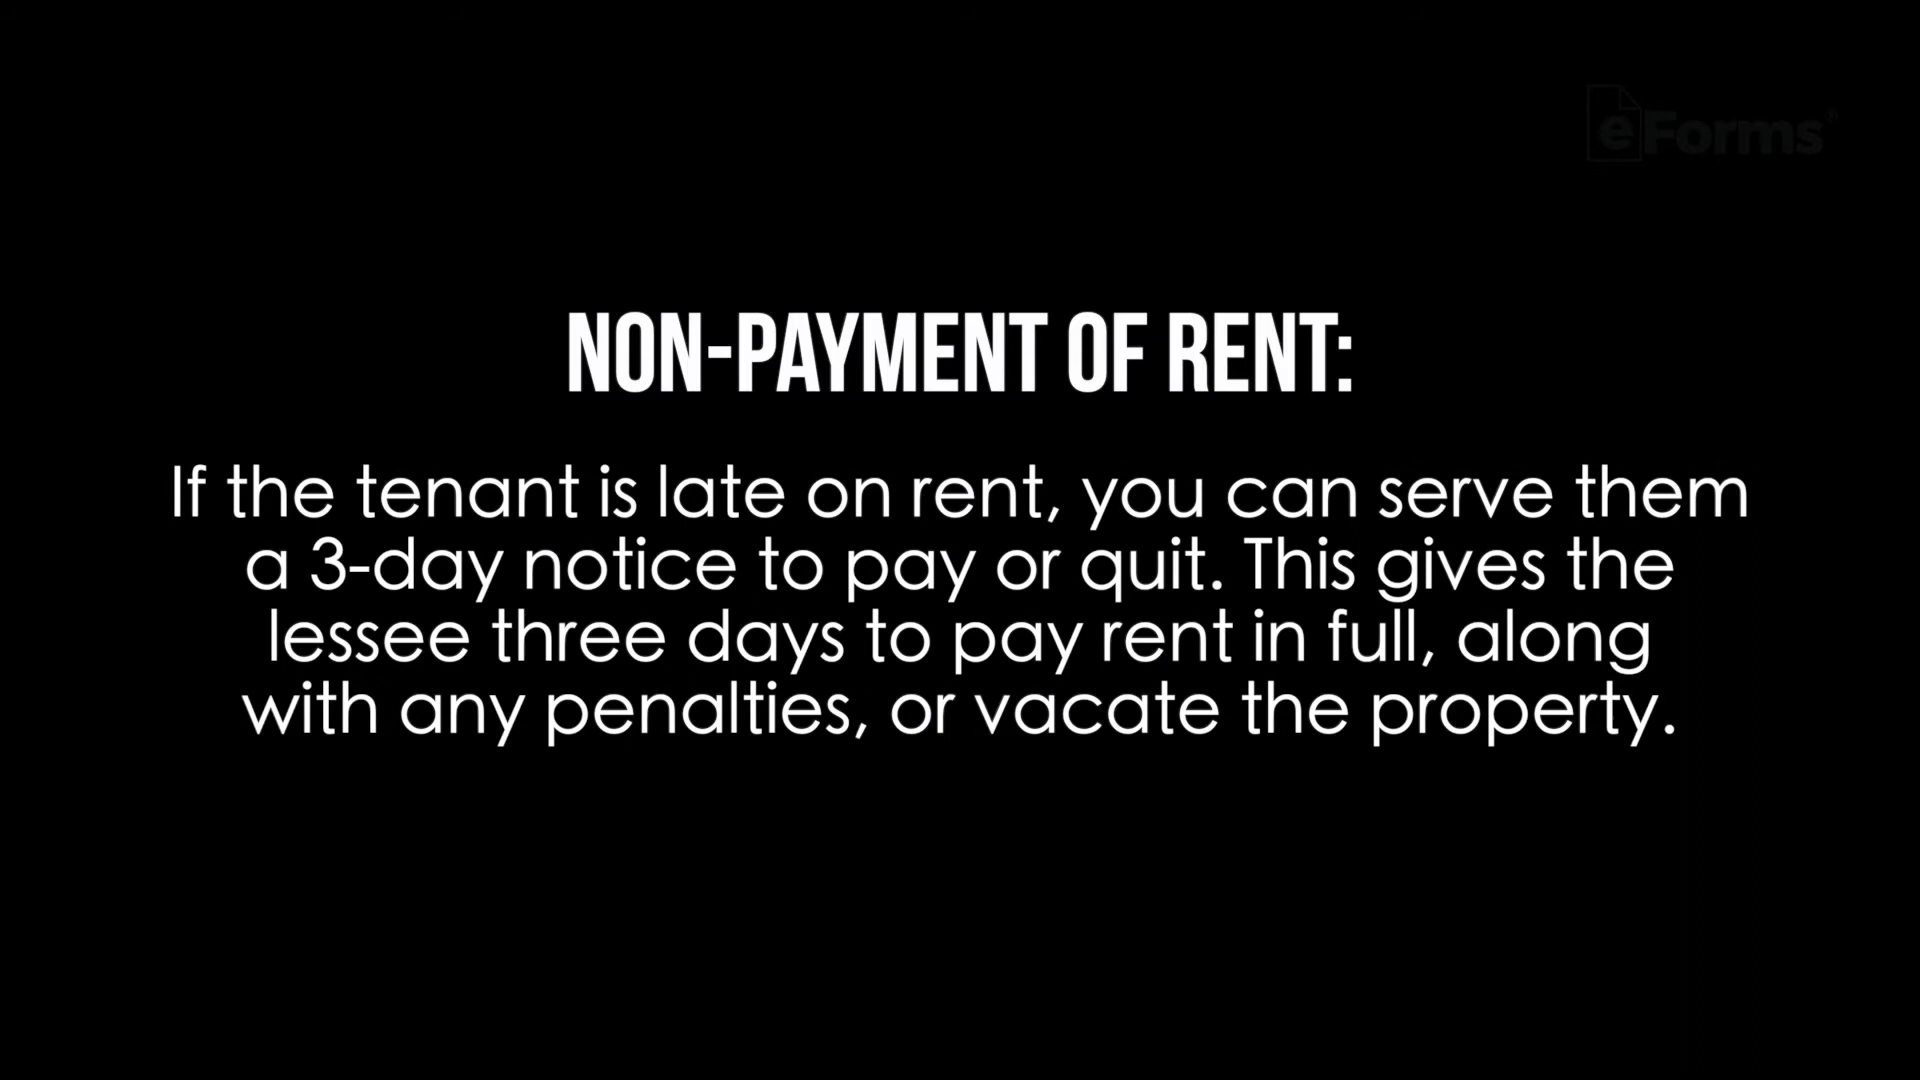 eForms®
NON-PAYMENT OF RENT:
If the tenant is late on rent, you can serve them
a 3-day notice to pay or quit. This gives the
lessee three days to pay rent in full, along
with any penalties, or vacate the property.